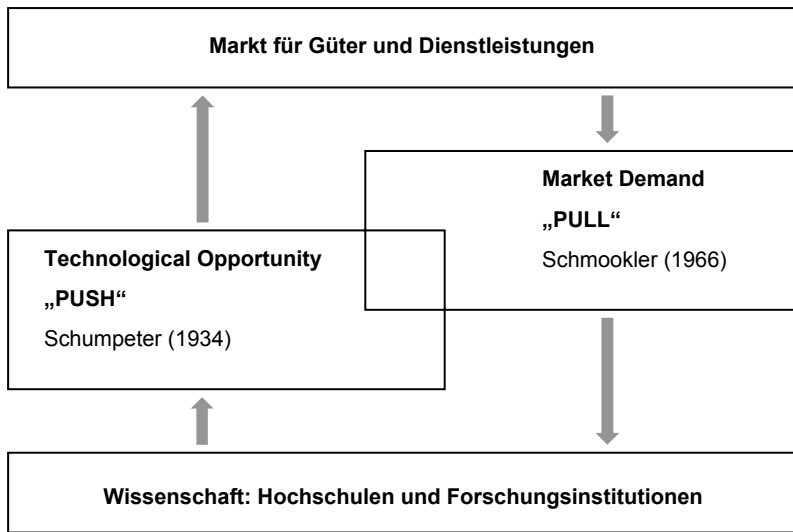 Markt für Güter und Dienstleistungen
Market Demand
„PULL“
Schmookler (1966)
Technological Opportunity
„PUSH“
Schumpeter (1934)
Wissenschaft: Hochschulen und Forschungsinstitutionen